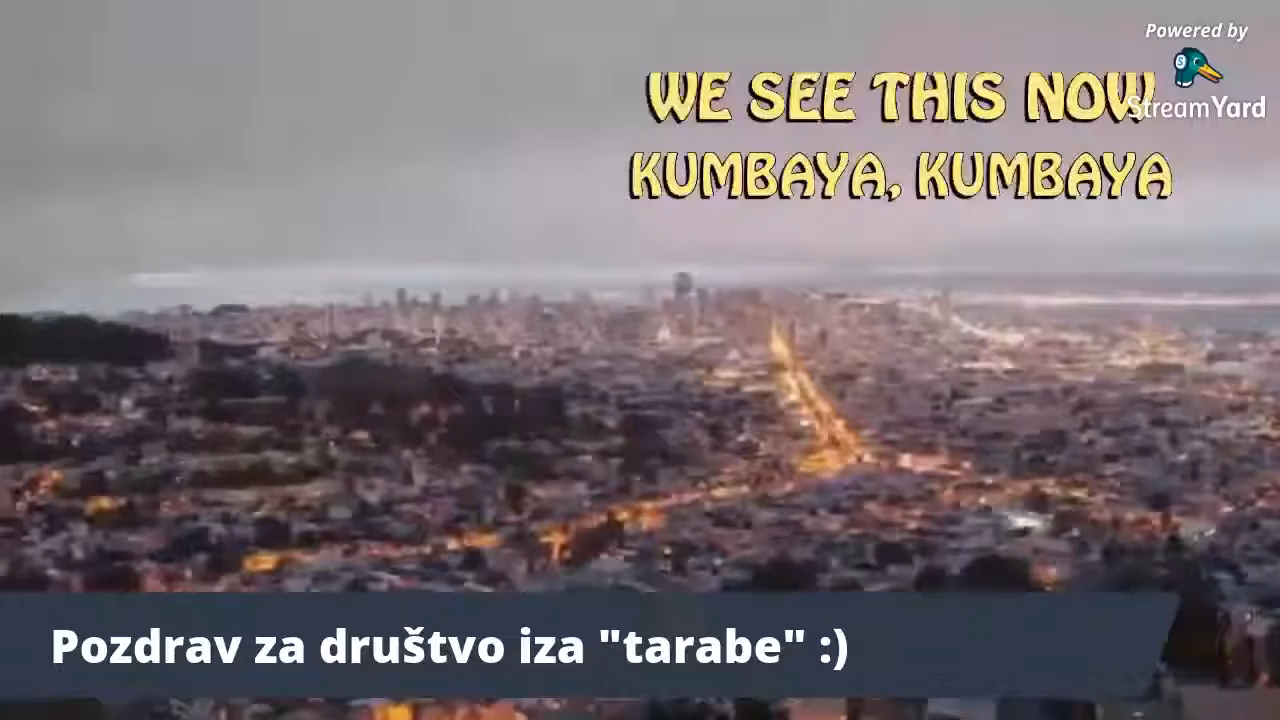 Powered by
StreamYard
WE SEE THIS NOW
KUMBAYA, KUMBAYA
Pozdrav za društvo iza "tarabe" :)